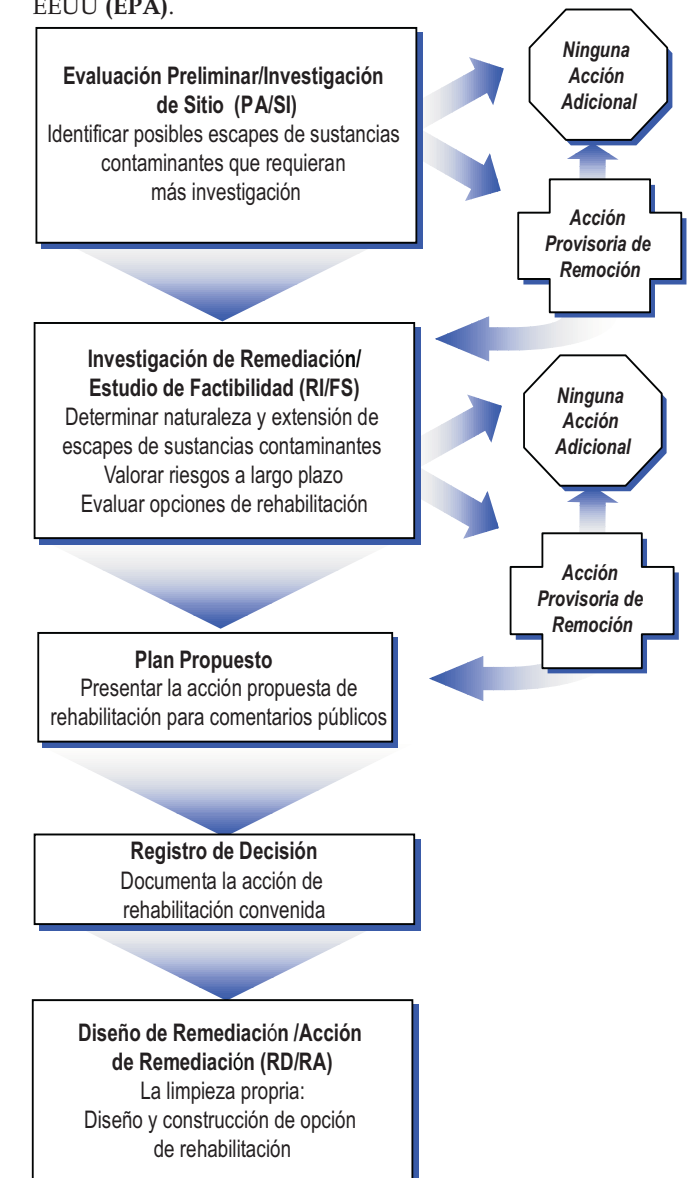 EEUU (EPA).
Evaluación Preliminar/Investigación
de Sitio (PA/SI)
Identificar posibles escapes de sustancias
contaminantes que requieran
más investigación
Ninguna
Acción
Adicional
Acción
Provisoria de
Remoción
Investigación de Remediación/
Estudio de Factibilidad (RI/FS)
Determinar naturaleza y extensión de
escapes de sustancias contaminantes
Valorar riesgos a largo plazo
Evaluar opciones de rehabilitación
Ninguna
Acción
Adicional
Acción
Provisoria de
Remoción
Plan Propuesto
Presentar la acción propuesta de
rehabilitación para comentarios públicos
Registro de Decisión
Documenta la acción de
rehabilitación convenida
Diseño de Remediación /Acción
de Remediación (RD/RA)
La limpieza propria:
Diseño y construcción de opción
de rehabilitación